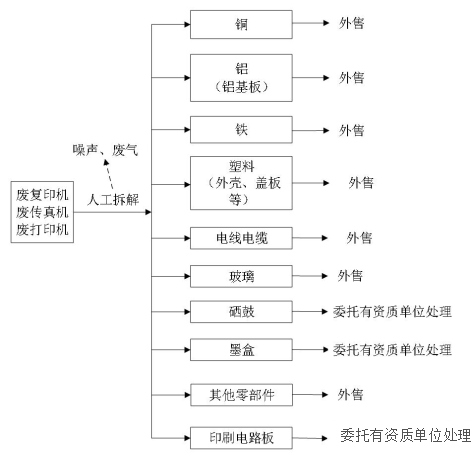 铜
外售
铝
（铝基板）
外售
铁
外售
噪声、废气
塑料
（外壳、盖板
等）
外售
废复印机
废传真机
废打印机
人工拆解
电线电缆
外售
玻璃
外售
硒鼓
委托有资质单位处理
墨盒
委托有资质单位处理
其他零部件
外售
印刷电路板
委托有资质单位处理